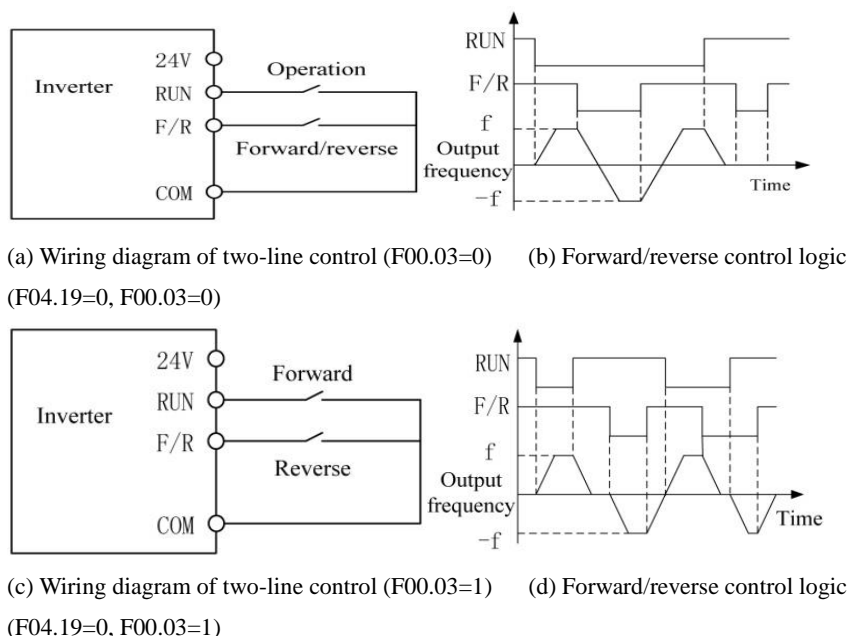 24V
Inverter
RUN
Operation
F/R
Forward/reverse
COM
RUN
F/R
f
Output
frequency
-f
Time
(a) Wiring diagram of two-line control (F00.03=0) (b) Forward/reverse control logic
(F04.19=0, F00.03=0)
24V
Forward
RUN
Inverter
F/R
Reverse
COM
RUN
F/R
f
Output
frequency
-f
Time
(c) Wiring diagram of two-line control (F00.03=1) (d) Forward/reverse control logic
(F04.19=0, F00.03=1)